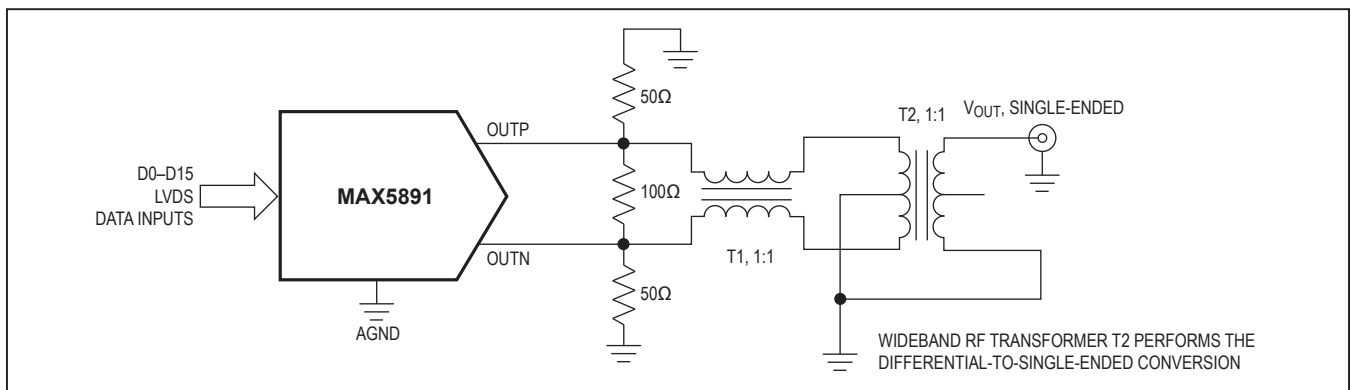 50Ω
T2, 1:1
VOUT, SINGLE-ENDED
OUTP
D0–D15
LVDS
DATA INPUTS
MAX5891
100Ω
OUTN
T1, 1:1
50Ω
AGND
WIDEBAND RF TRANSFORMER T2 PERFORMS THE
DIFFERENTIAL-TO-SINGLE-ENDED CONVERSION